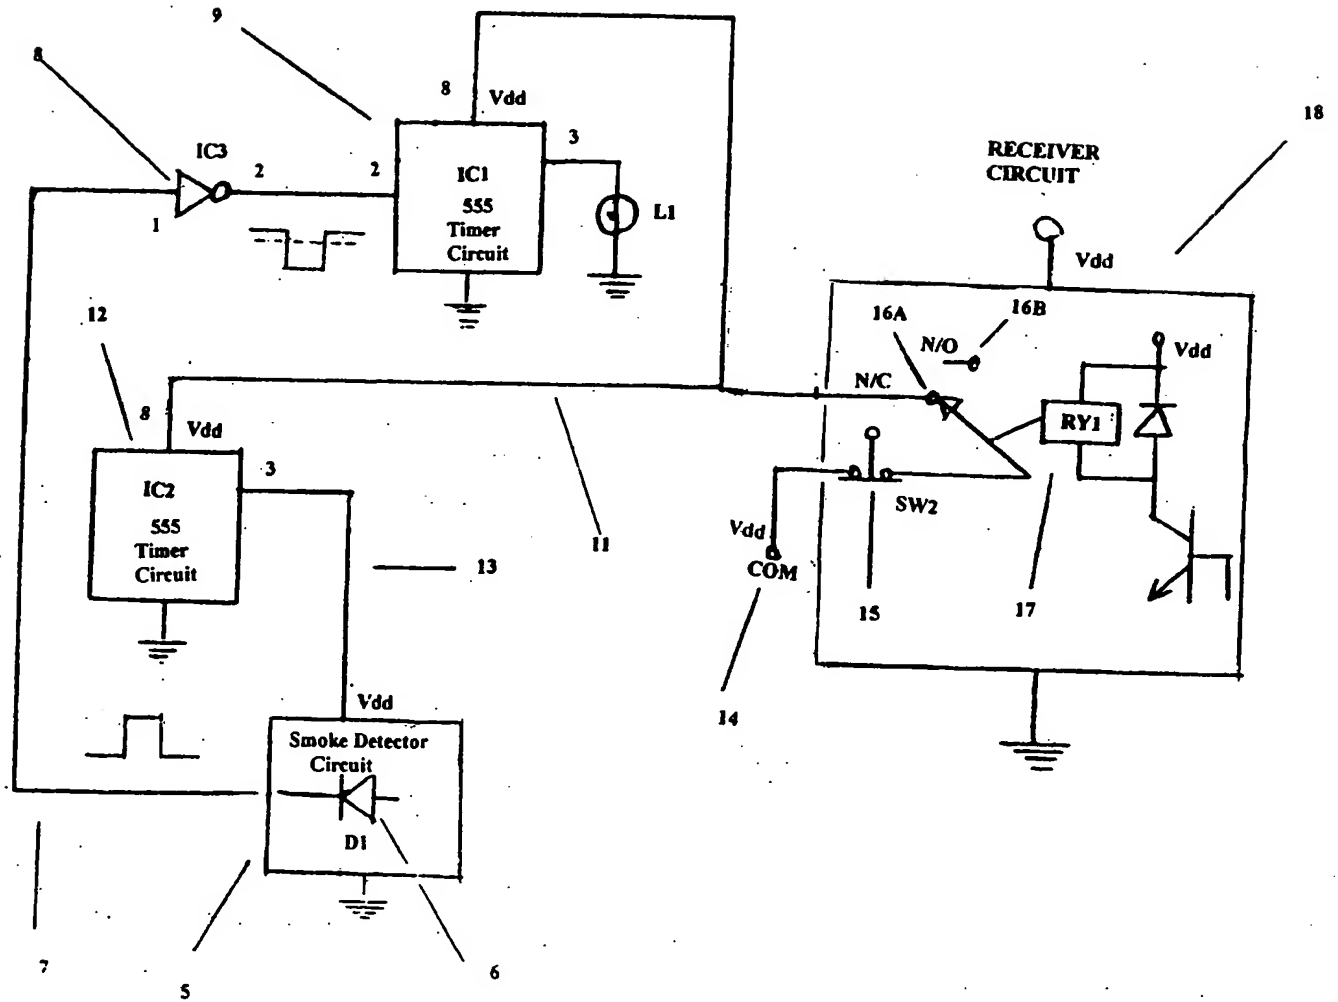 9
8
8
Vdd
3
18
IC3
2
2
1
IC1
555
Timer
Circuit
L1
RECEIVER
CIRCUIT
Vdd
12
16A
16B
N/O
Vdd
N/C
8
Vdd
3
RY1
IC2
555
Timer
Circuit
SW2
Vdd
COM
11
13
15
17
14
Vdd
Smoke Detector
Circuit
D1
7
5
6